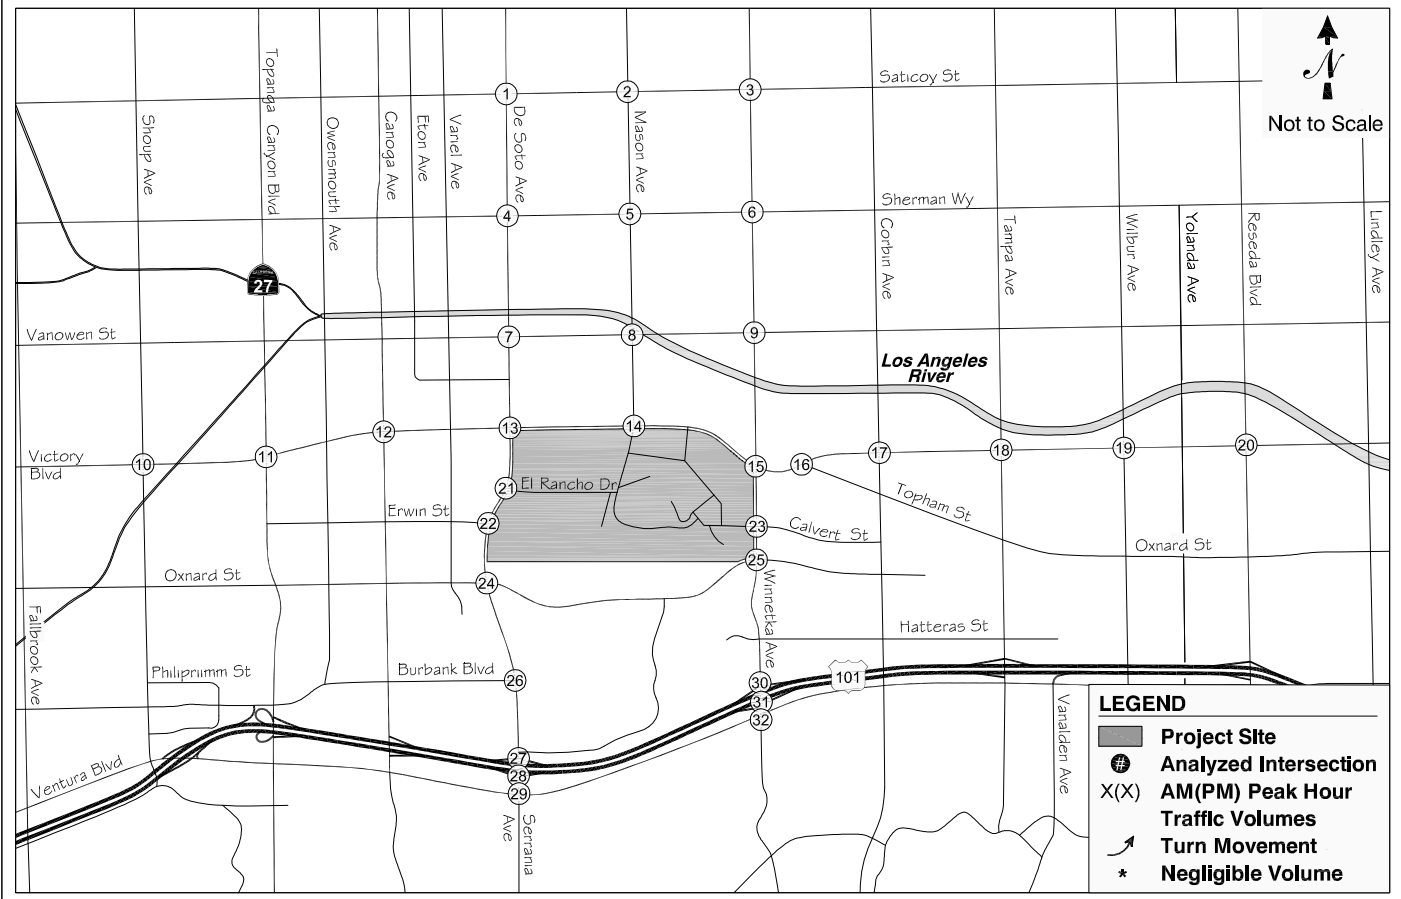 Saticoy St
N
Not to Scale
1
2
3
Topanga Canyon Blvd
Shoup Ave
Owensmouth Ave
Canoga Ave
Eton Ave
Variel Ave
De Soto Ave
Mason Ave
Sherman Wy
4
5
6
Corbin Ave
Tampa Ave
Wilbur Ave
Yolanda Ave
Reseda Blvd
Lindley Ave
27
Vanowen St
7
8
9
Los Angeles
River
Victory
Blvd
10
11
12
13
14
15
16
17
18
19
20
21
El Rancho Dr
Topham St
Erwin St
22
23
Calvert St
Oxnard St
25
Oxnard St
24
Winnetka Ave
Fallbrook Ave
Hatteras St
Philiprimm St
Burbank Blvd
26
30
101
31
32
Vanalden Ave
Ventura Blvd
27
28
29
Serrania
Ave
LEGEND
Project Site
# Analyzed Intersection
X(X) AM(PM) Peak Hour
Traffic Volumes
Turn Movement
* Negligible Volume